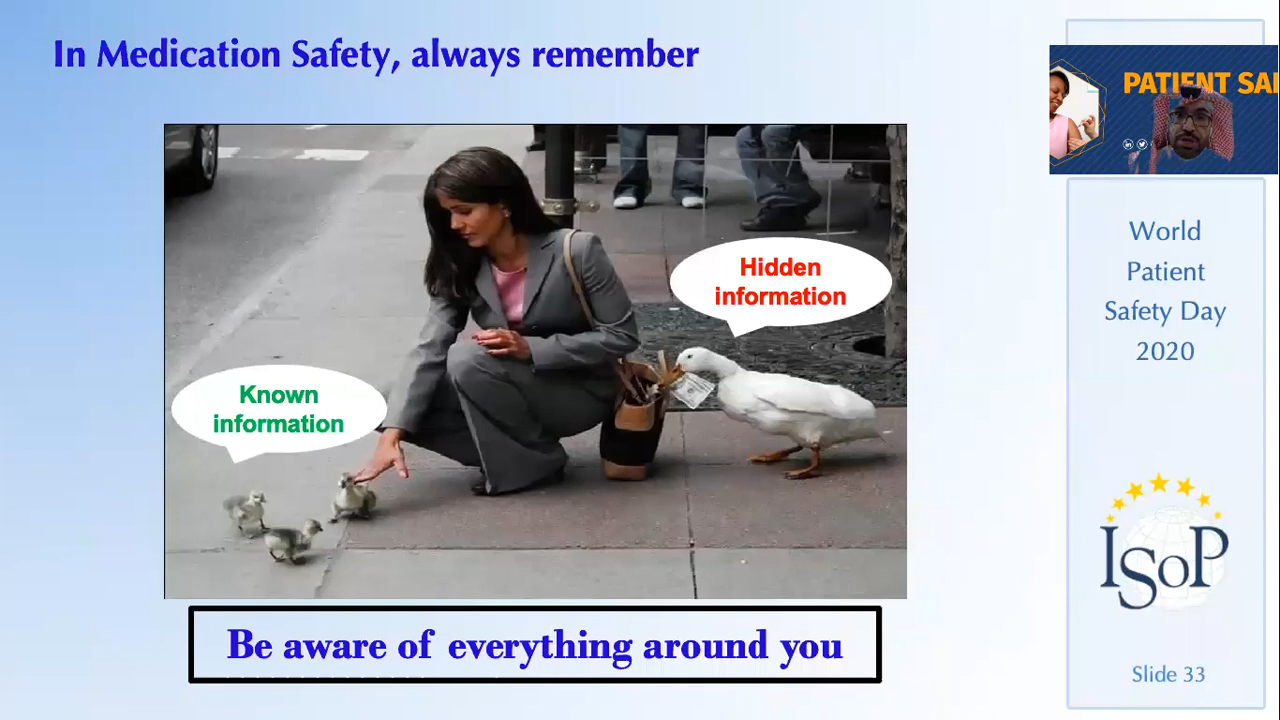 In Medication Safety, always remember
PATIENT SA
Hidden
information
Known
information
World
Patient
Safety Day
2020
ISoP
Be aware of everything around you
Slide 33